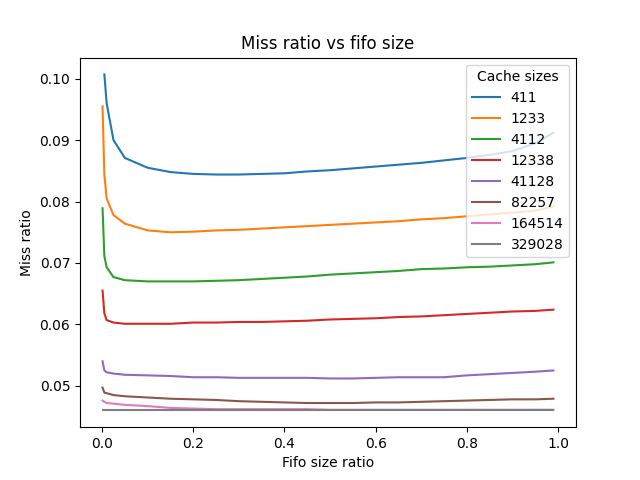 Miss ratio vs fifo size
Cache sizes
411
1233
4112
12338
41128
82257
164514
329028
0.10
0.09
0.08
0.07
0.06
0.05
Miss ratio
0.0 0.2 0.4 0.6 0.8 1.0
Fifo size ratio